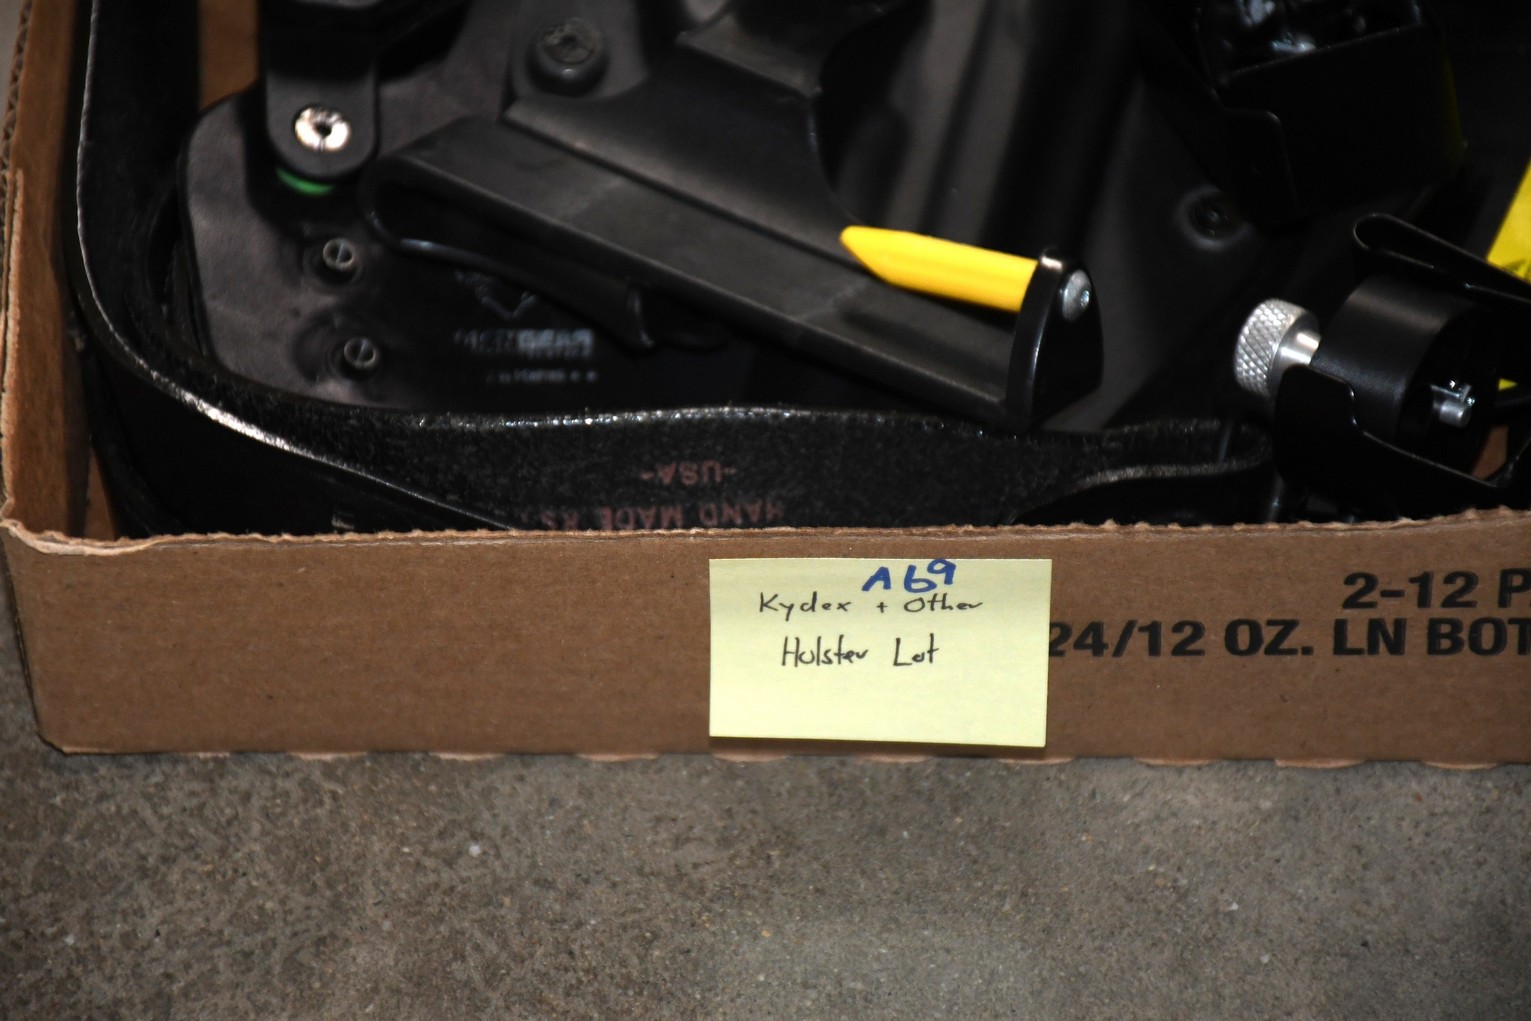 -USA-
HAND MADE
A69
Kydex + Other
Holster Lot
2-12 P
24/12 OZ. LN BOT